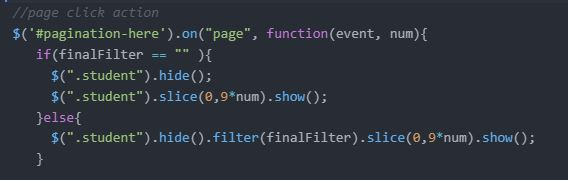 //page click action
$('#pagination-here').on("page", function(event, num){
if(finalFilter == "" ){
$(".student").hide();
$(".student").slice(0,9*num).show();
}else{
$(".student").hide().filter(finalFilter).slice(0,9*num).show();
}